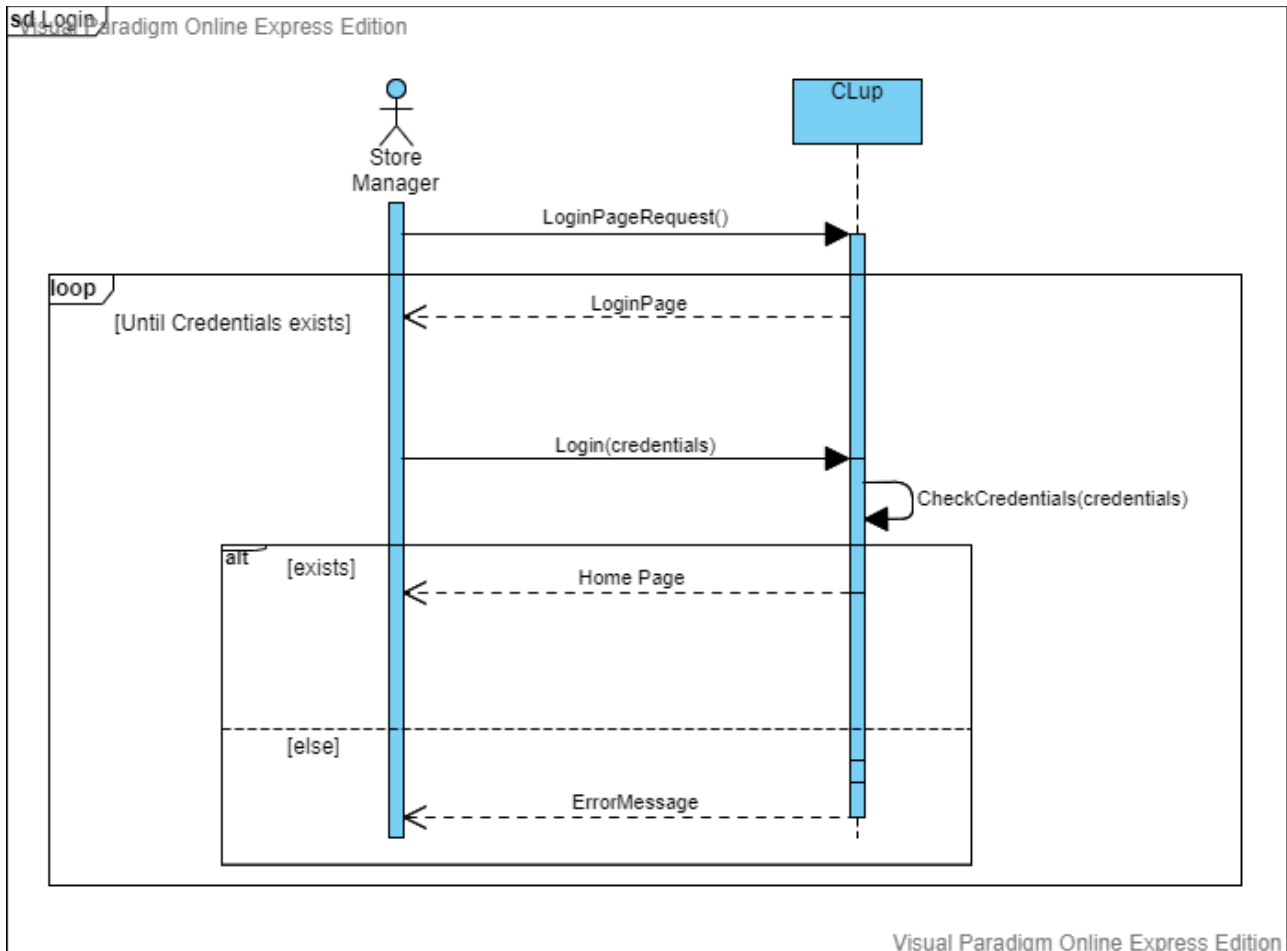 sd Login
Visual Paradigm Online Express Edition
CLup
Store
Manager
LoginPageRequest()
loop
[Until Credentials exists]
LoginPage
Login(credentials)
CheckCredentials(credentials)
alt
[exists]
Home Page
[else]
ErrorMessage
Visual Paradigm Online Express Edition